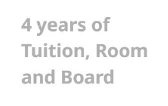 4 years of
Tuition, Room
and Board